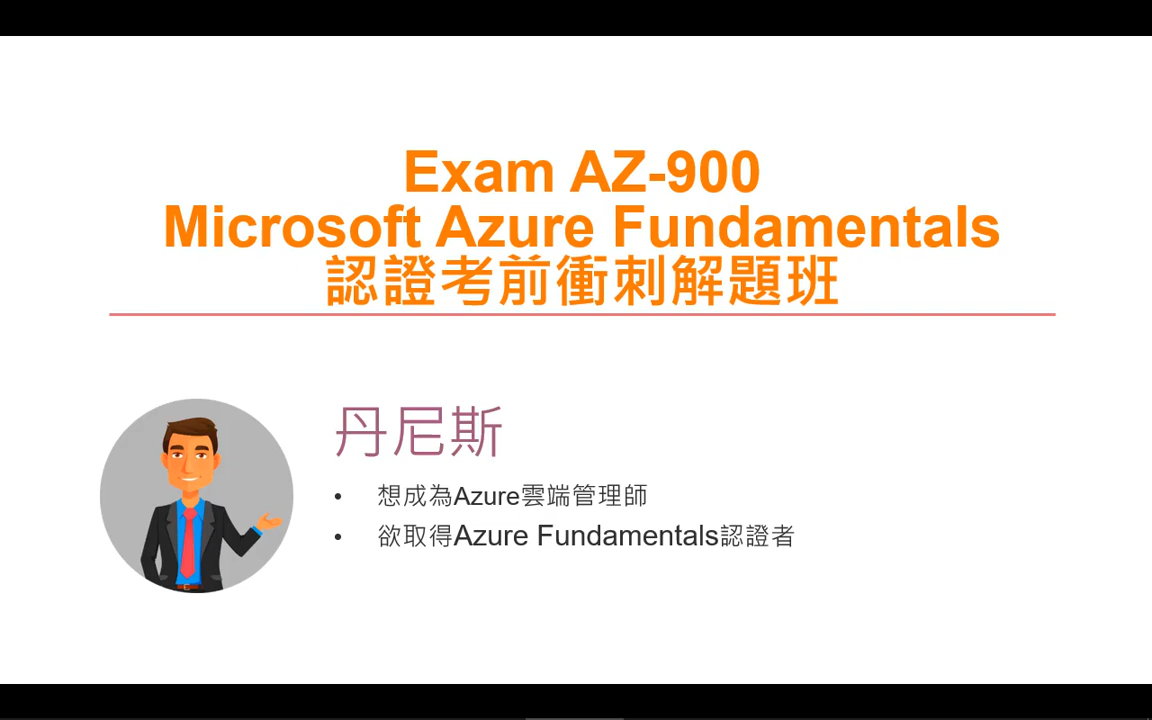 Exam AZ-900
Microsoft Azure Fundamentals
認證考前衝刺解題班
丹尼斯
• 想成為Azure雲端管理師
• 欲取得Azure Fundamentals認證者